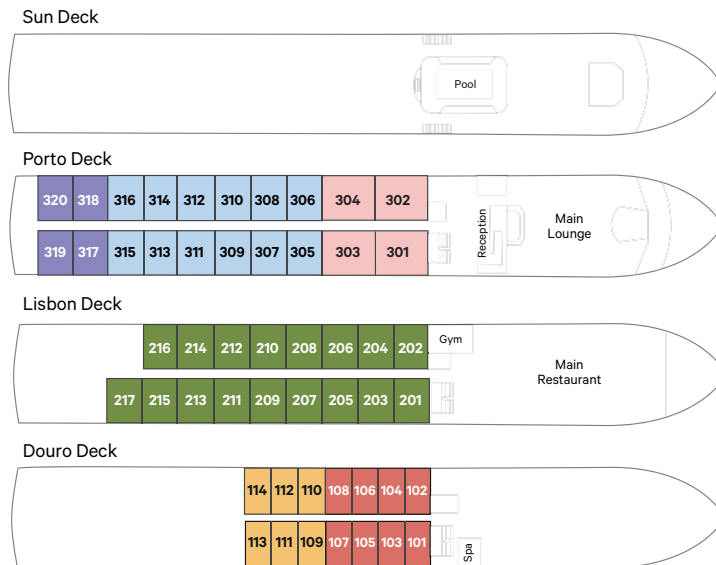 Sun Deck
Pool
Porto Deck
320 318 316 314 312 310 308 306 304 302
319 317 315 313 311 309 307 305 303 301
Reception
Main
Lounge
Lisbon Deck
216 214 212 210 208 206 204 202
Gym
217 215 213 211 209 207 205 203 201
Main
Restaurant
Douro Deck
114 112 110 108 106 104 102
113 111 109 107 105 103 101
Spa